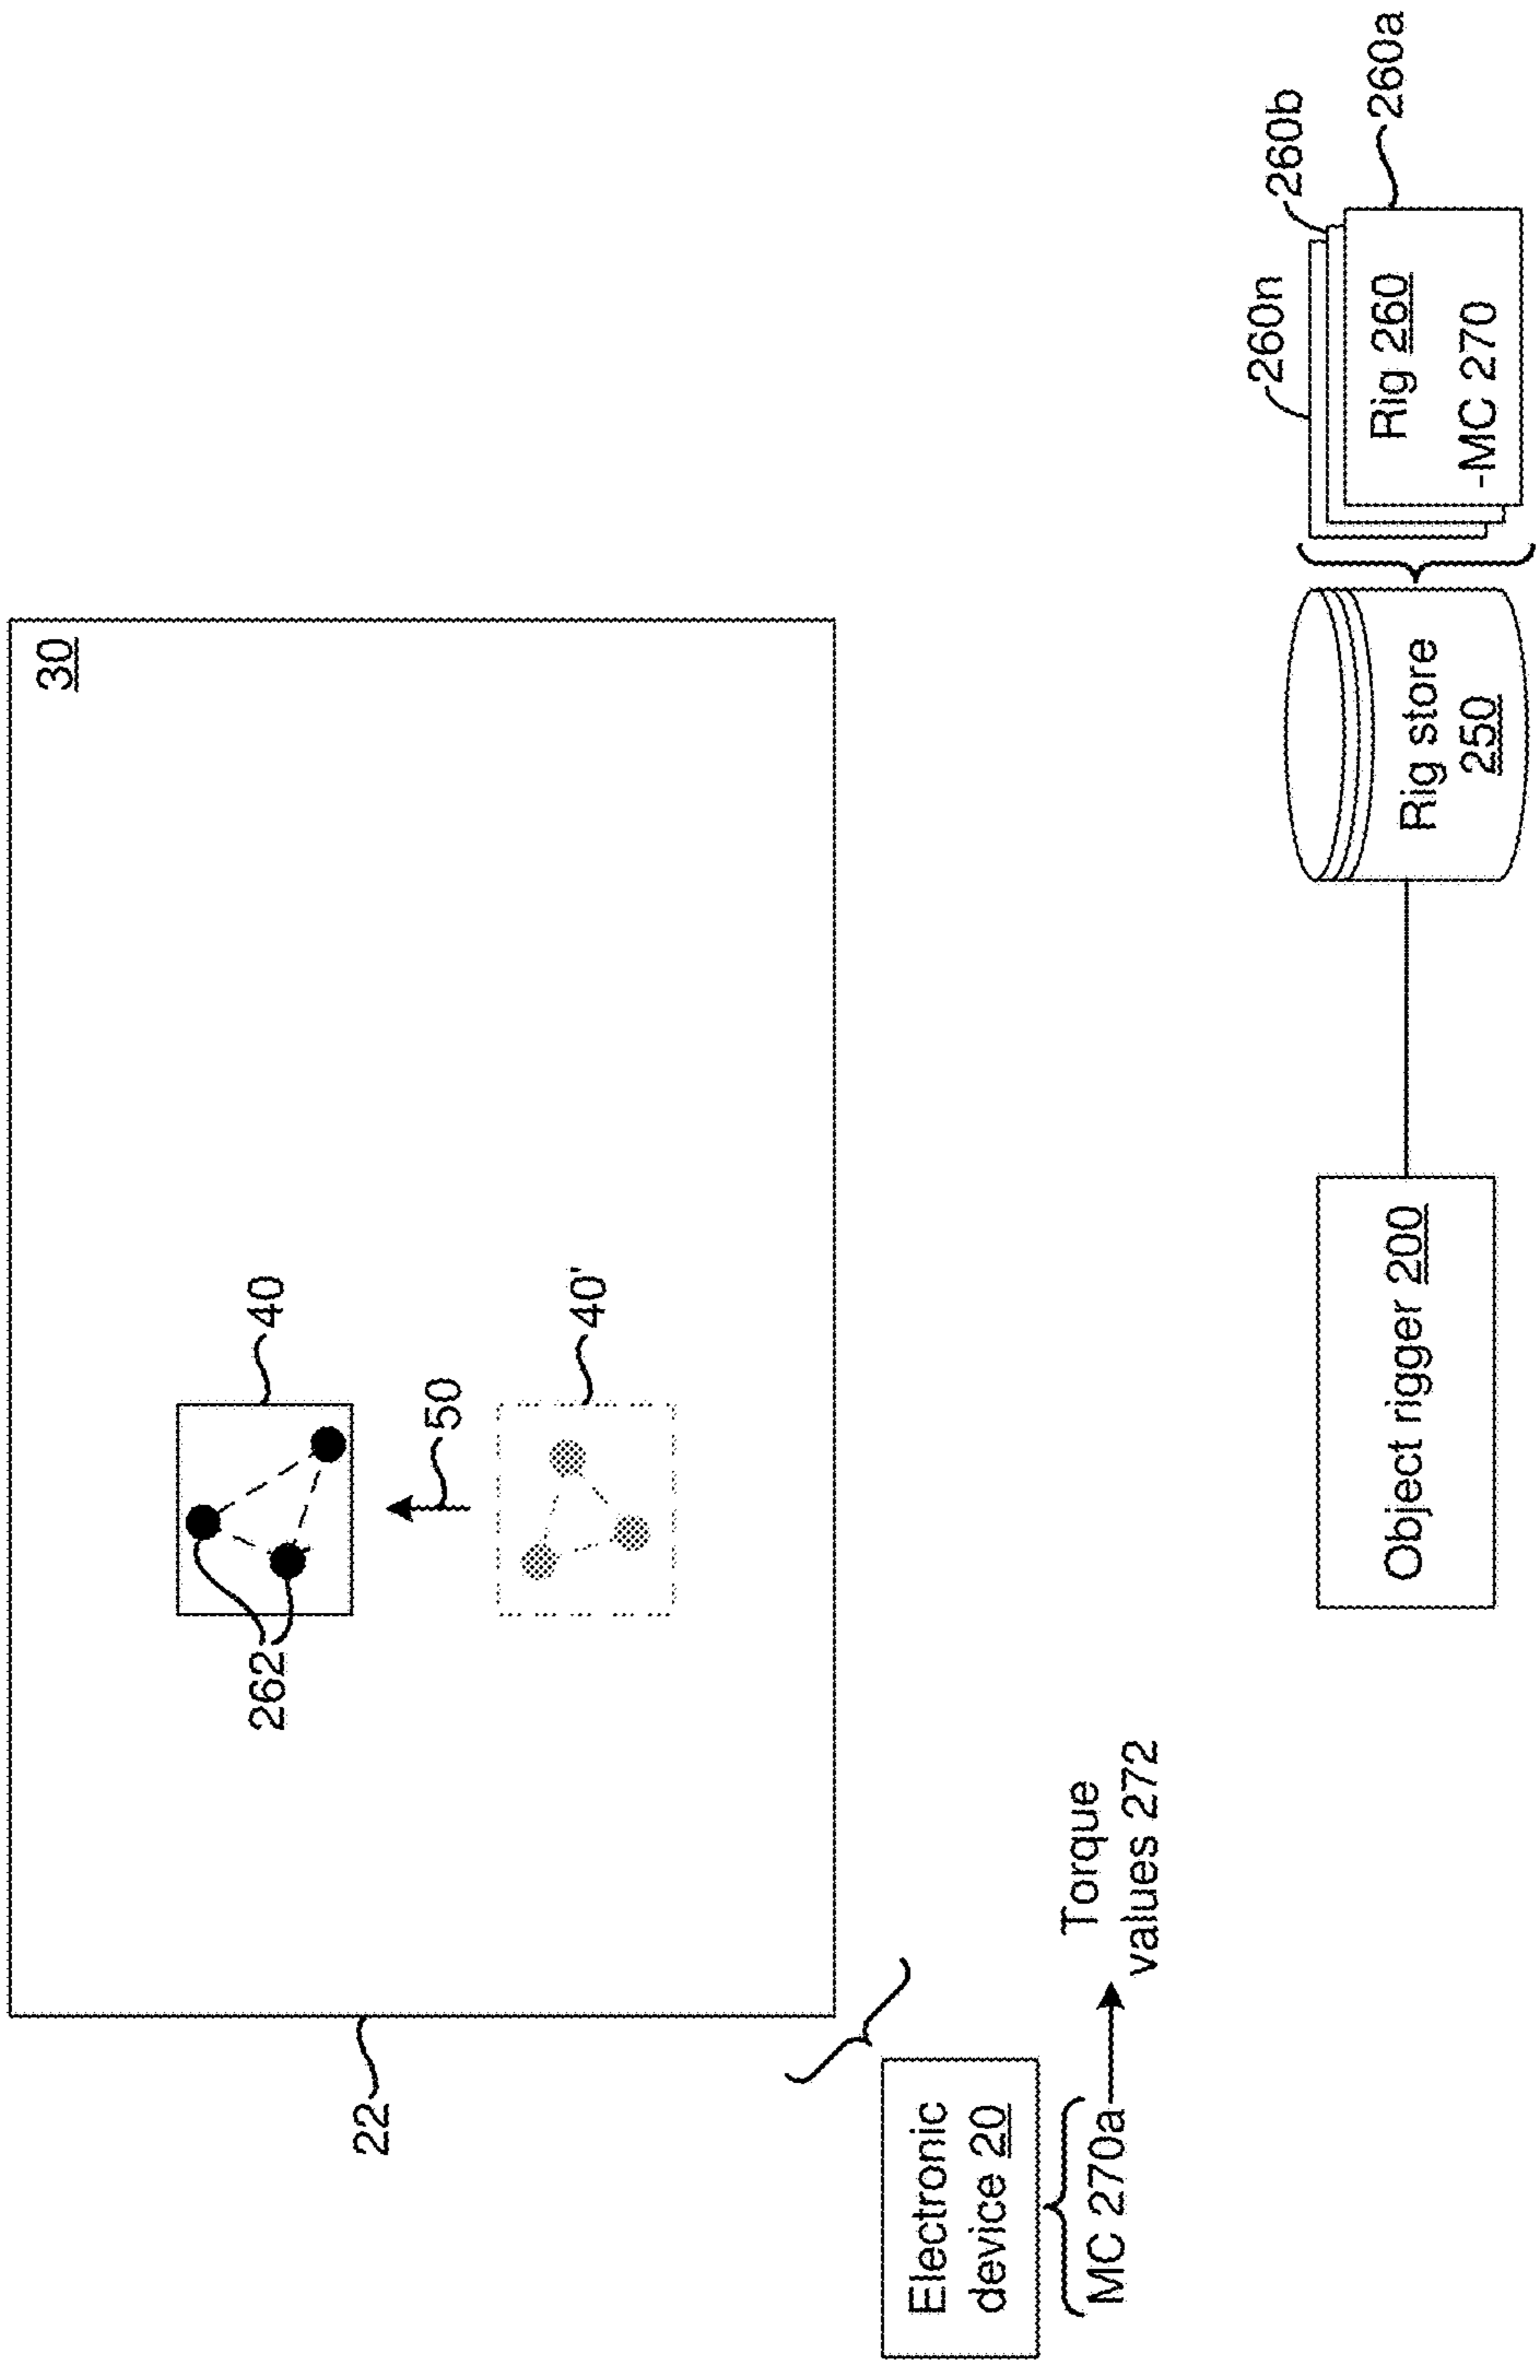 30
22
262
40
50
40'
Electronic
device 20
MC 270a
Torque
values 272
Object rigger 200
Rig store
250
260n
260b
260a
Rig 260
-MC 270